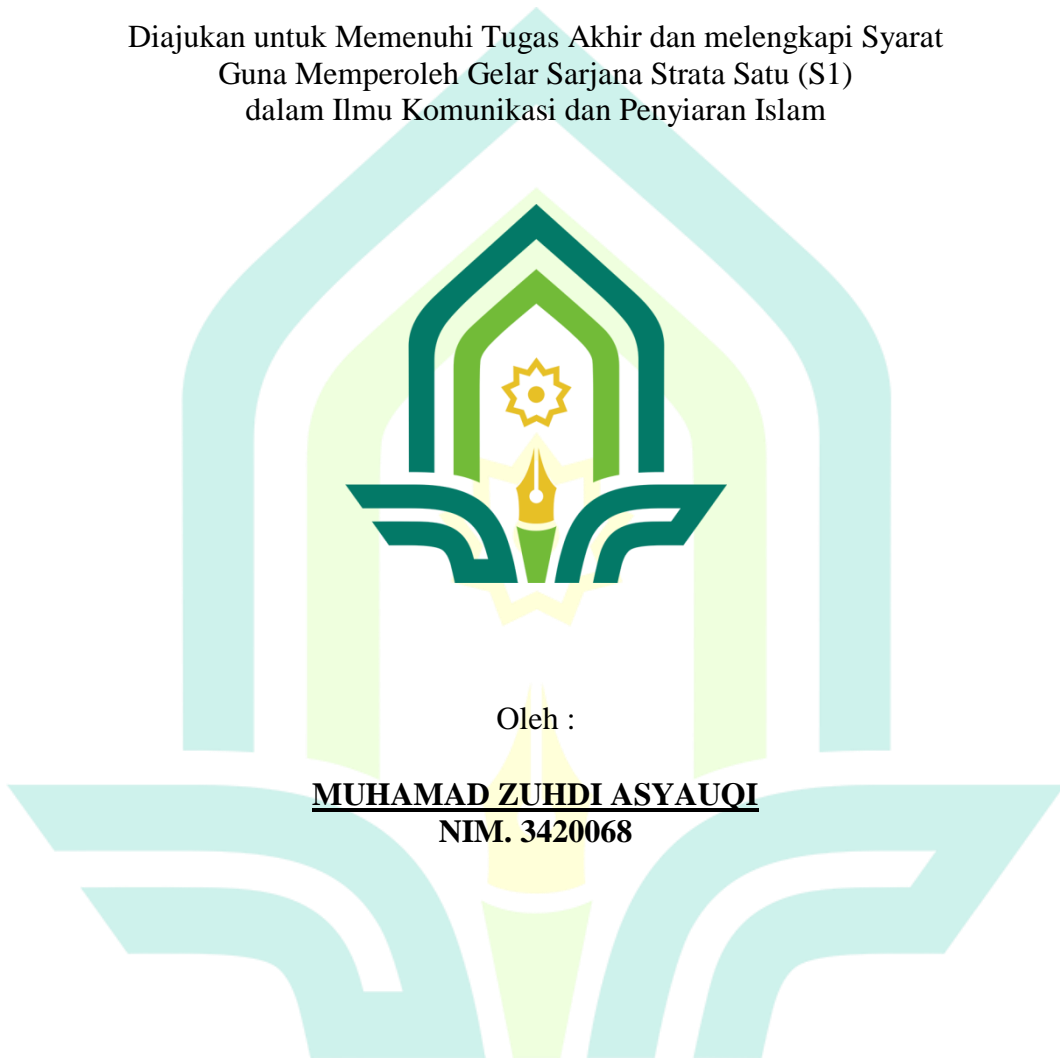 Diajukan untuk Memenuhi Tugas Akhir dan melengkapi Syarat
Guna Memperoleh Gelar Sarjana Strata Satu (S1)
dalam Ilmu Komunikasi dan Penyiaran Islam
Oleh :
MUHAMAD ZUHDI ASYAUQI
NIM. 3420068